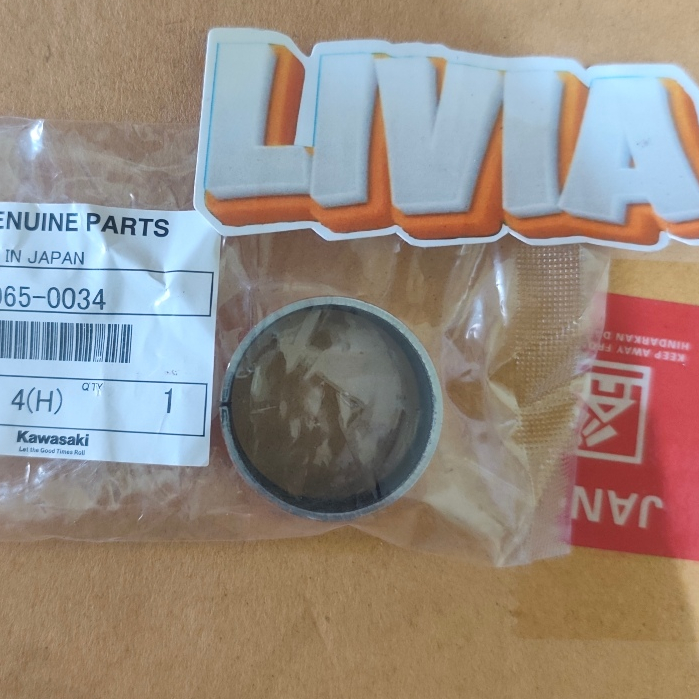 LIVIA
ENUINE PARTS
IN JAPAN
065-0034
QTY
4(H) 1
Kawasaki
Let the Good Times Roll
KEEP AWAY FRO
HINDARKAN D
JAN